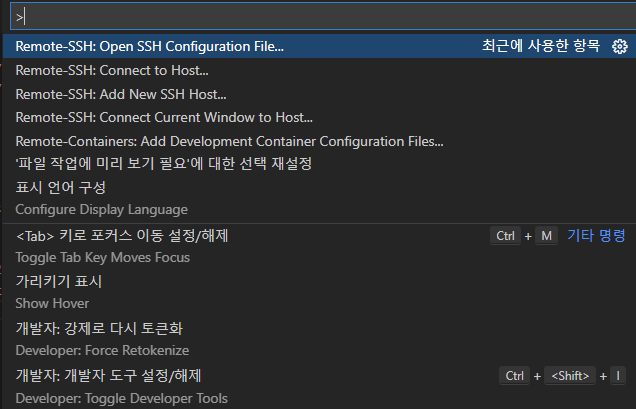 >
Remote-SSH: Open SSH Configuration File... 최근에 사용한 항목
Remote-SSH: Connect to Host...
Remote-SSH: Add New SSH Host...
Remote-SSH: Connect Current Window to Host...
Remote-Containers: Add Development Container Configuration Files...
'파일 작업에 미리 보기 필요'에 대한 선택 재설정
표시 언어 구성
Configure Display Language
<Tab> 키로 포커스 이동 설정/해제 Ctrl + M 기타 명령
Toggle Tab Key Moves Focus
가리키기 표시
Show Hover
개발자: 강제로 다시 토큰화
Developer: Force Retokenize
개발자: 개발자 도구 설정/해제 Ctrl + <Shift> + I
Developer: Toggle Developer Tools